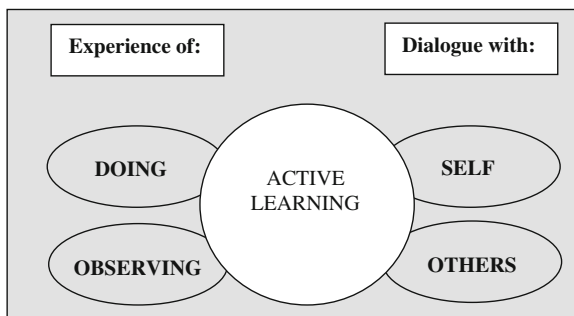 Experience of:
Dialogue with:
DOING
ACTIVE
LEARNING
SELF
OBSERVING
OTHERS